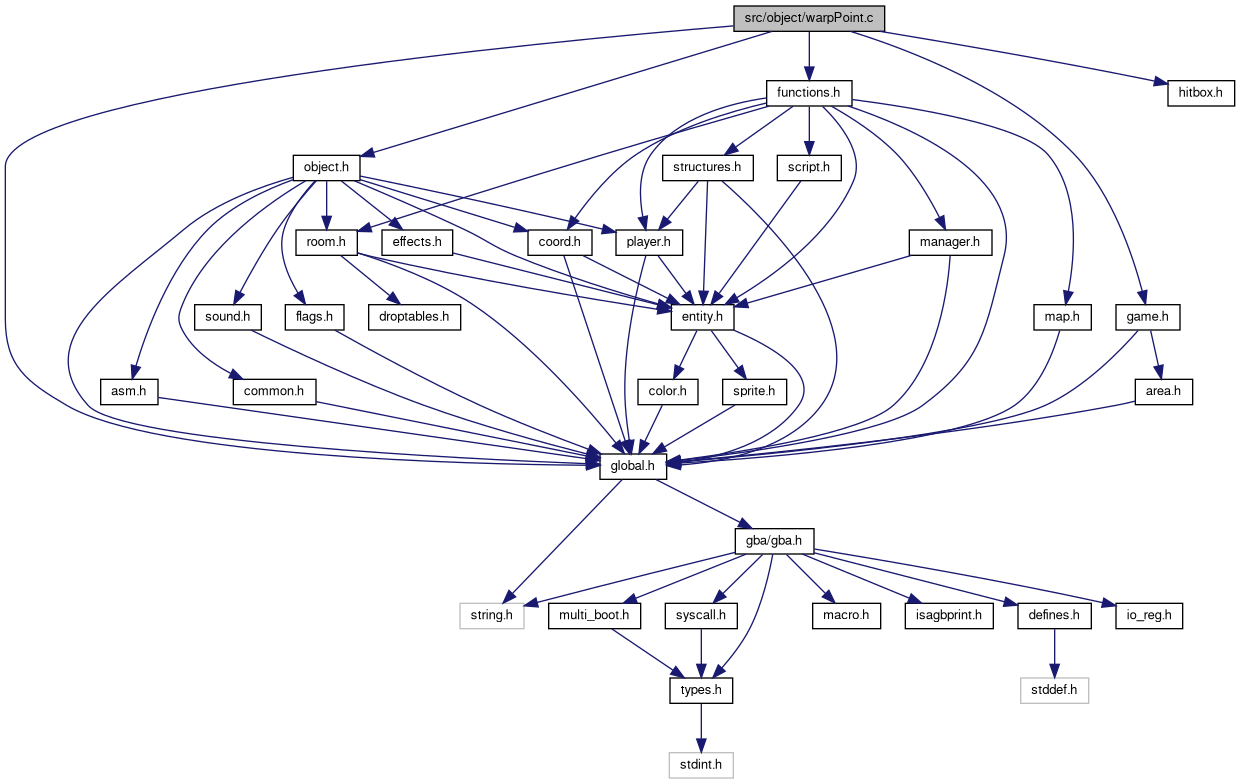 src/object/warpPoint.c
functions.h
hitbox.h
object.h
structures.h
script.h
room.h
effects.h
coord.h
player.h
manager.h
sound.h
flags.h
droptables.h
entity.h
map.h
game.h
asm.h
common.h
color.h
sprite.h
area.h
global.h
gba/gba.h
string.h
multi_boot.h
syscall.h
macro.h
isagbprint.h
defines.h
io_reg.h
types.h
stddef.h
stdint.h